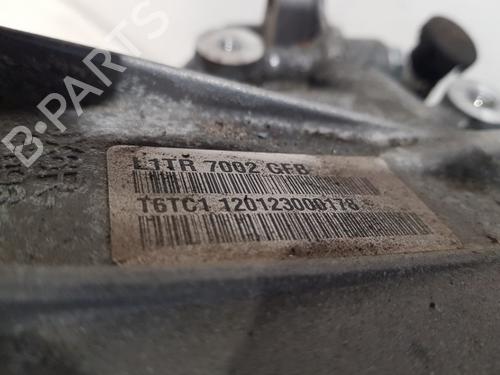 B-PARTS
L1TR 7002 GFB
T6TC1 120123000178 S